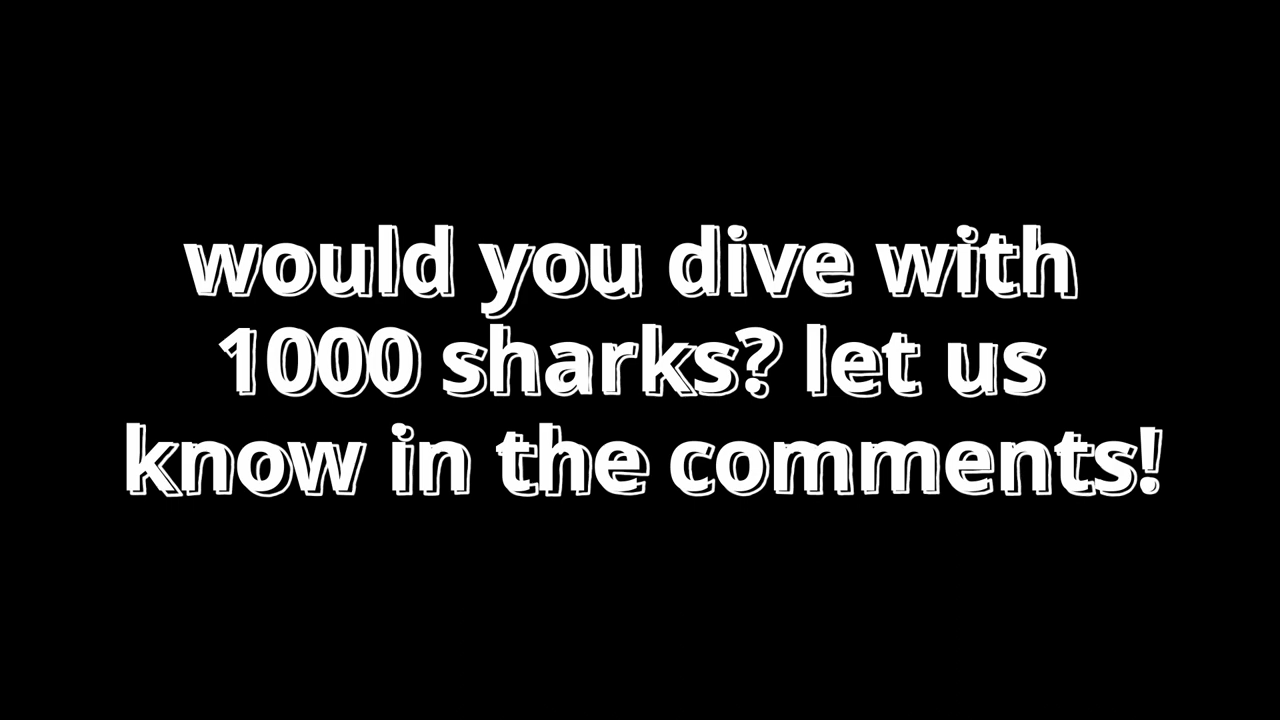 would you dive with
1000 sharks? let us
know in the comments!